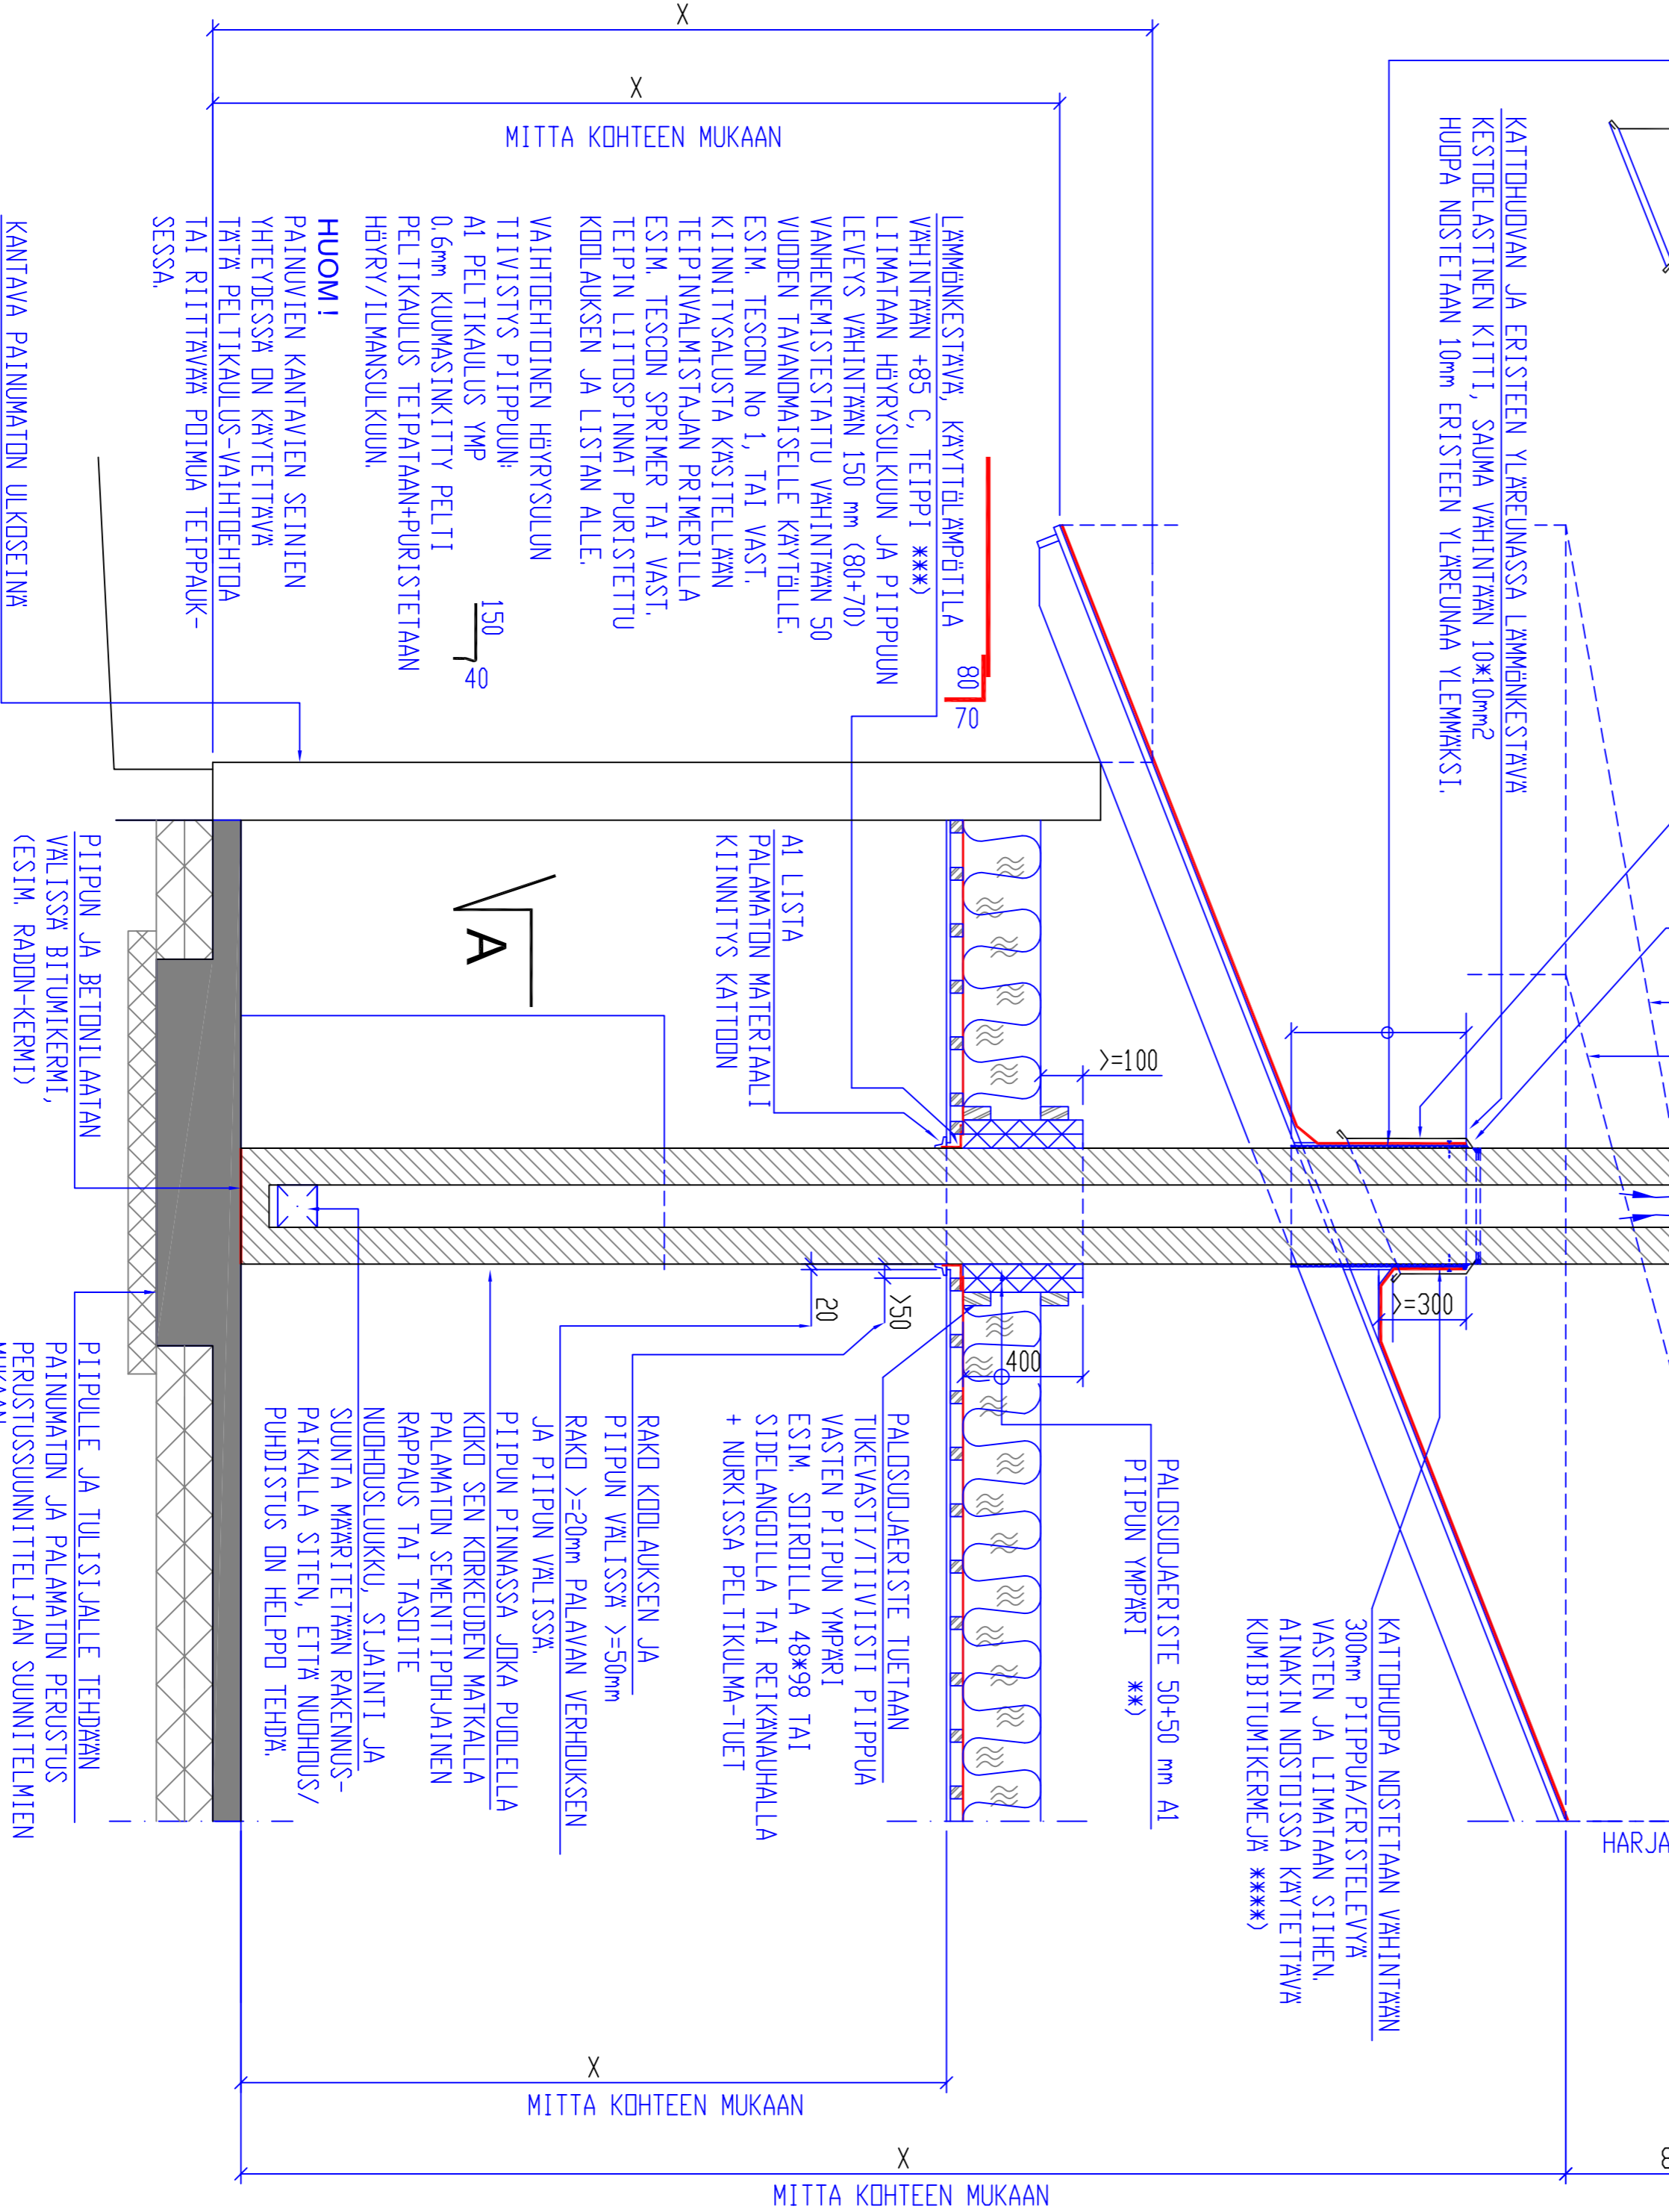 KATTOHUOVAN JA ERISTEEN YLÄREUNASSA LÄMMÖNKESTÄVÄ
KESTOELASTINEN KITTI, SAUMA VÄHINTÄÄN 10*10mm2
HUOPA NOSTETAAN 10mm ERISTEEN YLÄREUNAA YLEMMÄKSI.
X
X
MITTA KOHTEEN MUKAAN
LÄMMÖNKESTÄVÄ, KÄYTTÖLÄMPÖTILA
VÄHINTÄÄN +85 C, TEIPPI ***)
LIIMATAAN HÖYRYSULKUUN JA PIIPPUUN
LEVEYS VÄHINTÄÄN 150 mm (80+70)
VANHENEMISTESTATTU VÄHINTÄÄN 50
VUODEN TAVANOMAISELLE KÄYTÖLLE.
ESIM. TESCON No 1, TAI VAST.
KIINNITYSALUSTA KÄSITELLÄÄN
TEIPINVALMISTAJAN PRIMERILLA
ESIM. TESCON SPRIMER TAI VAST.
TEIPIN LIITOSPINNAT PURISTETTU
KOOLAUKSEN JA LISTAN ALLE.
80
70
VAIHTOEHTOINEN HÖYRYSULUN
TIIVISTYS PIIPPUUN:
A1 PELTIKAULUS YMP
0.6mm KUUMASINKITTY PELTI
PELTIKAULUS TEIPATAAN+PURISTETAAN
HÖYRY/ILMANSULKUUN.
150
40
HUOM!
PAINUVIEN KANTAVIEN SEINIEN
YHTEYDESSÄ ON KÄYTETTÄVÄ
TÄTÄ PELTIKAULUS-VAIHTOEHTOA
TAI RIITTÄVÄÄ POIMUA TEIPPAUK-
SESSA.
KANTAVA PAINUMATON ULKOSEINÄ
A1 LISTA
PALAMATON MATERIAALI
KIINNITYS KATTOON
A
PIIPUN JA BETONILAATAN
VÄLISSÄ BITUMIKERMI,
(ESIM. RADON-KERMI)
>=100
>=300
400
>50
20
PALOSUOJAERISTE 50+50 mm A1
PIIPUN YMPÄRI **)
KATTOHUOPA NOSTETAAN VÄHINTÄÄN
300mm PIIPPUA/ERISTELEVYÄ
VASTEN JA LIIMATAAN SIIHEN.
AINAKIN NOSTOISSA KÄYTETTÄVÄ
KUMIBITUMIKERMEJÄ ****)
PALOSUOJAERISTE TUETAAN
TUKEVASTI/TIIVIISTI PIIPPUA
VASTEN PIIPUN YMPÄRI
ESIM. SOIROILLA 48*98 TAI
SIDELANGOILLA TAI REIKÄNAUHALLA
+ NURKISSA PELTIKULMA-TUET
RAKO KOOLAUKSEN JA
PIIPUN VÄLISSÄ >=50mm
RAKO >=20mm PALAVAN VERHOUKSEN
JA PIIPUN VÄLISSÄ.
PIIPUN PINNASSA JOKA PUOLELLA
KOKO SEN KORKEUDEN MATKALLA
PALAMATON SEMENTTIPOHJAINEN
RAPPAUS TAI TASOITE
NUOHOUSLUUKKU, SIJAINTI JA
SUUNTA MÄÄRITETÄÄN RAKENNUS-
PAIKALLA SITEN, ETTÄ NUOHOUS/
PUHDISTUS ON HELPPO TEHDÄ.
PIIPULLE JA TULISIJALLE TEHDÄÄN
PAINUMATON JA PALAMATON PERUSTUS
PERUSTUSSUUNNITTELIJAN SUUNNITELMIEN
MUKAAN
HARJA
X
MITTA KOHTEEN MUKAAN
X
MITTA KOHTEEN MUKAAN